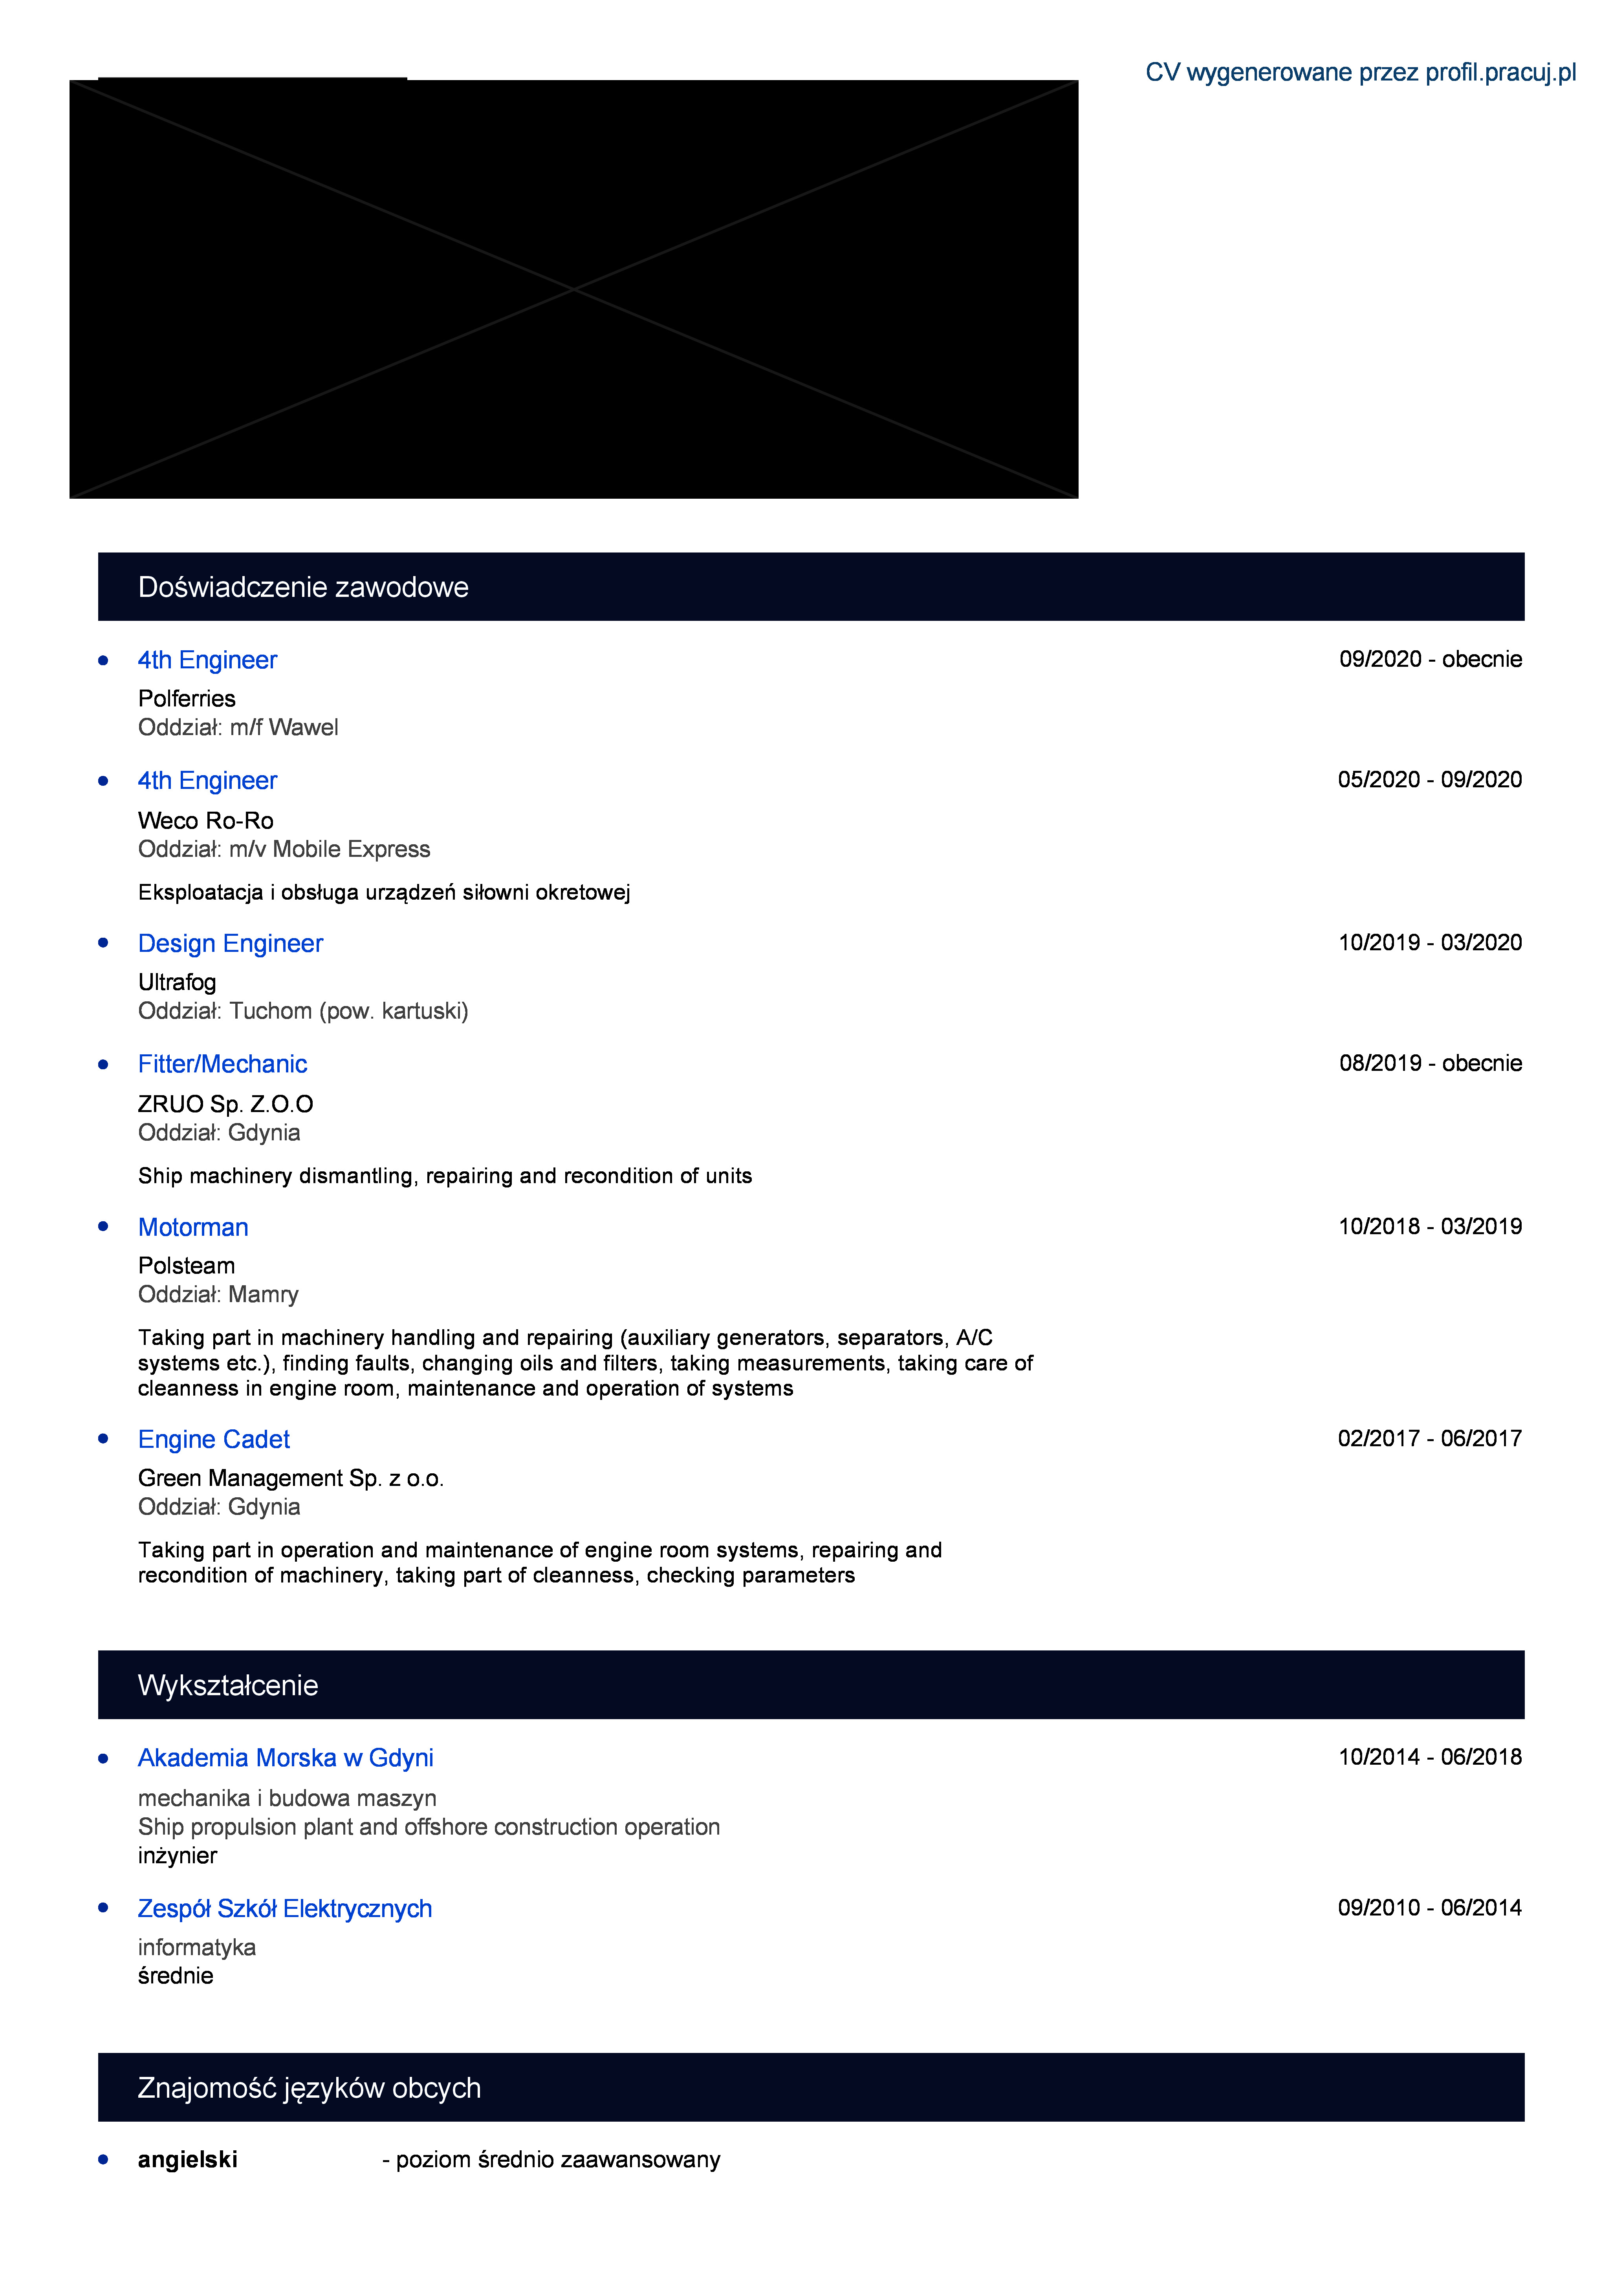 CV wygenerowane przez profil.pracuj.pl
Doświadczenie zawodowe
4th Engineer 09/2020 - obecnie
Polferries
Oddział: m/f Wawel
4th Engineer 05/2020 - 09/2020
Weco Ro-Ro
Oddział: m/v Mobile Express
Eksploatacja i obsługa urządzeń siłowni okretowej
Design Engineer 10/2019 - 03/2020
Ultrafog
Oddział: Tuchom (pow. kartuski)
Fitter/Mechanic 08/2019 - obecnie
ZRUO Sp. Z.O.O
Oddział: Gdynia
Ship machinery dismantling, repairing and recondition of units
Motorman 10/2018 - 03/2019
Polsteam
Oddział: Mamry
Taking part in machinery handling and repairing (auxiliary generators, separators, A/C
systems etc.), finding faults, changing oils and filters, taking measurements, taking care of
cleanness in engine room, maintenance and operation of systems
Engine Cadet 02/2017 - 06/2017
Green Management Sp. z o.o.
Oddział: Gdynia
Taking part in operation and maintenance of engine room systems, repairing and
recondition of machinery, taking part of cleanness, checking parameters
Wykształcenie
Akademia Morska w Gdyni 10/2014 - 06/2018
mechanika i budowa maszyn
Ship propulsion plant and offshore construction operation
inżynier
Zespół Szkół Elektrycznych 09/2010 - 06/2014
informatyka
średnie
Znajomość języków obcych
angielski - poziom średnio zaawansowany